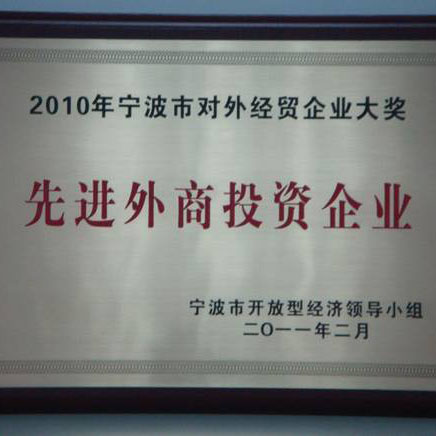 2010年宁波市对外经贸企业大奖
先进外商投资企业
宁波市开放型经济领导小组
二〇一一年二月